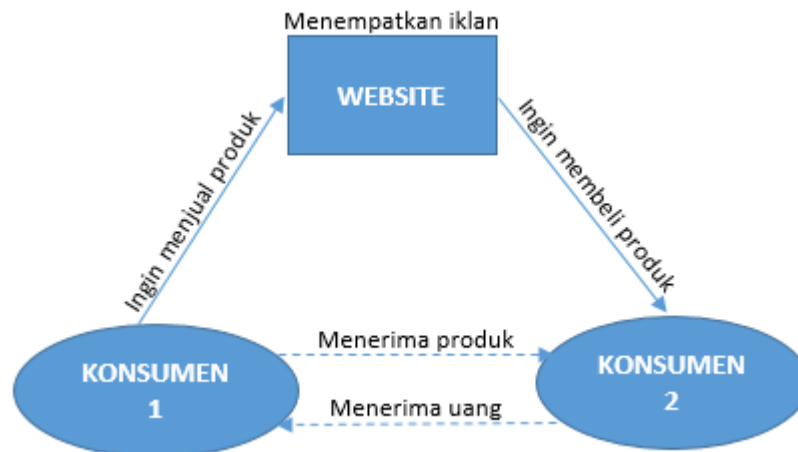 Menempatkan iklan
WEBSITE
Ingin menjual produk
Ingin membeli produk
Menerima produk
KONSUMEN
1
KONSUMEN
2
Menerima uang